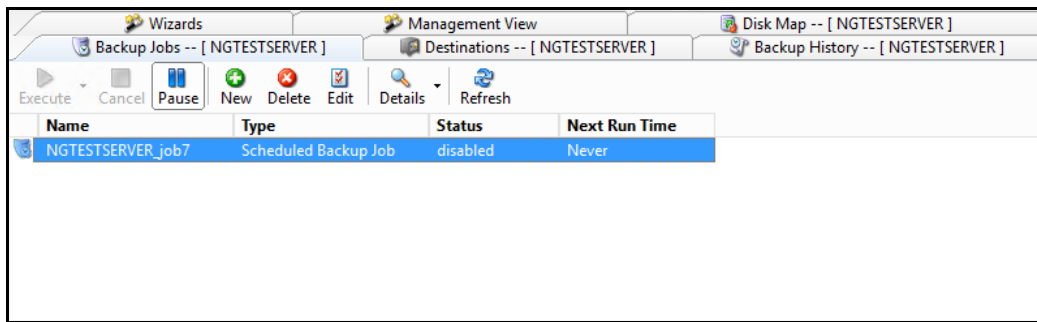 Wizards Management View Disk Map -- [ NGTESTSERVER ]
Backup Jobs -- [ NGTESTSERVER ] Destinations -- [ NGTESTSERVER ] Backup History -- [ NGTESTSERVER ]
Execute Cancel Pause New Delete Edit Details Refresh
Name Type Status Next Run Time
NGTESTSERVER_job7 Scheduled Backup Job disabled Never